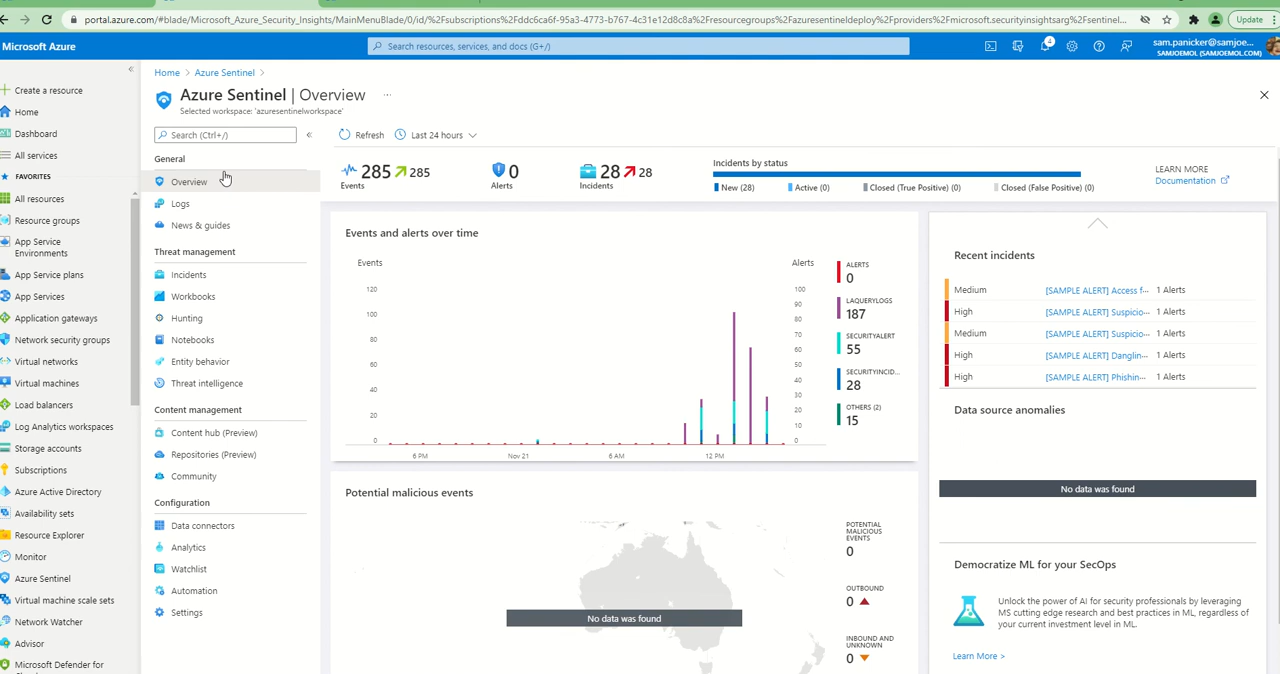 portal.azure.com/#blade/Microsoft_Azure_Security_Insights/MainMenuBlade/0/id/%2Fsubscriptions%2Fddc6ca6f-95a3-4773-b767-4c31e12d8c8a%2Fresourcegroups%2Fazuresentineldeploy%2Fproviders%2Fmicrosoft.securityinsightsarg%2Fsentinel...
Update
Microsoft Azure
Search resources, services, and docs (G+/)
4
sam.panicker@samjoe...
SAMJOEMOL (SAMJOEMOL.COM)
«
Create a resource
Home
Dashboard
All services
FAVORITES
All resources
Resource groups
App Service
Environments
App Service plans
App Services
Application gateways
Network security groups
Virtual networks
Virtual machines
Load balancers
Log Analytics workspaces
Storage accounts
Subscriptions
Azure Active Directory
Availability sets
Resource Explorer
Monitor
Azure Sentinel
Virtual machine scale sets
Network Watcher
Advisor
Microsoft Defender for
Home > Azure Sentinel >
Azure Sentinel | Overview ...
Selected workspace: 'azuresentinelworkspace'
Search (Ctrl+/)
«
General
Overview
Logs
News & guides
Threat management
Incidents
Workbooks
Hunting
Notebooks
Entity behavior
Threat intelligence
Content management
Content hub (Preview)
Repositories (Preview)
Community
Configuration
Data connectors
Analytics
Watchlist
Automation
Settings
Refresh
Last 24 hours
285 285
Events
0
Alerts
28 28
Incidents
Incidents by status
New (28) Active (0) Closed (True Positive) (0) Closed (False Positive) (0)
LEARN MORE
Documentation
Events and alerts over time
Events
120
100
80
60
40
20
0
6 PM Nov 21 6 AM 12 PM
Alerts
100
90
80
70
60
50
40
30
20
10
0
ALERTS
0
LAQUERYLOGS
187
SECURITYALERT
55
SECURITYINCID...
28
OTHERS (2)
15
Potential malicious events
No data was found
POTENTIAL
MALICIOUS
EVENTS
0
OUTBOUND
0
INBOUND AND
UNKNOWN
0
Recent incidents
Medium [SAMPLE ALERT] Access f... 1 Alerts
High [SAMPLE ALERT] Suspicio... 1 Alerts
Medium [SAMPLE ALERT] Suspicio... 1 Alerts
High [SAMPLE ALERT] Danglin... 1 Alerts
High [SAMPLE ALERT] Phishin... 1 Alerts
Data source anomalies
No data was found
Democratize ML for your SecOps
Unlock the power of AI for security professionals by leveraging
MS cutting edge research and best practices in ML, regardless of
your current investment level in ML.
Learn More >